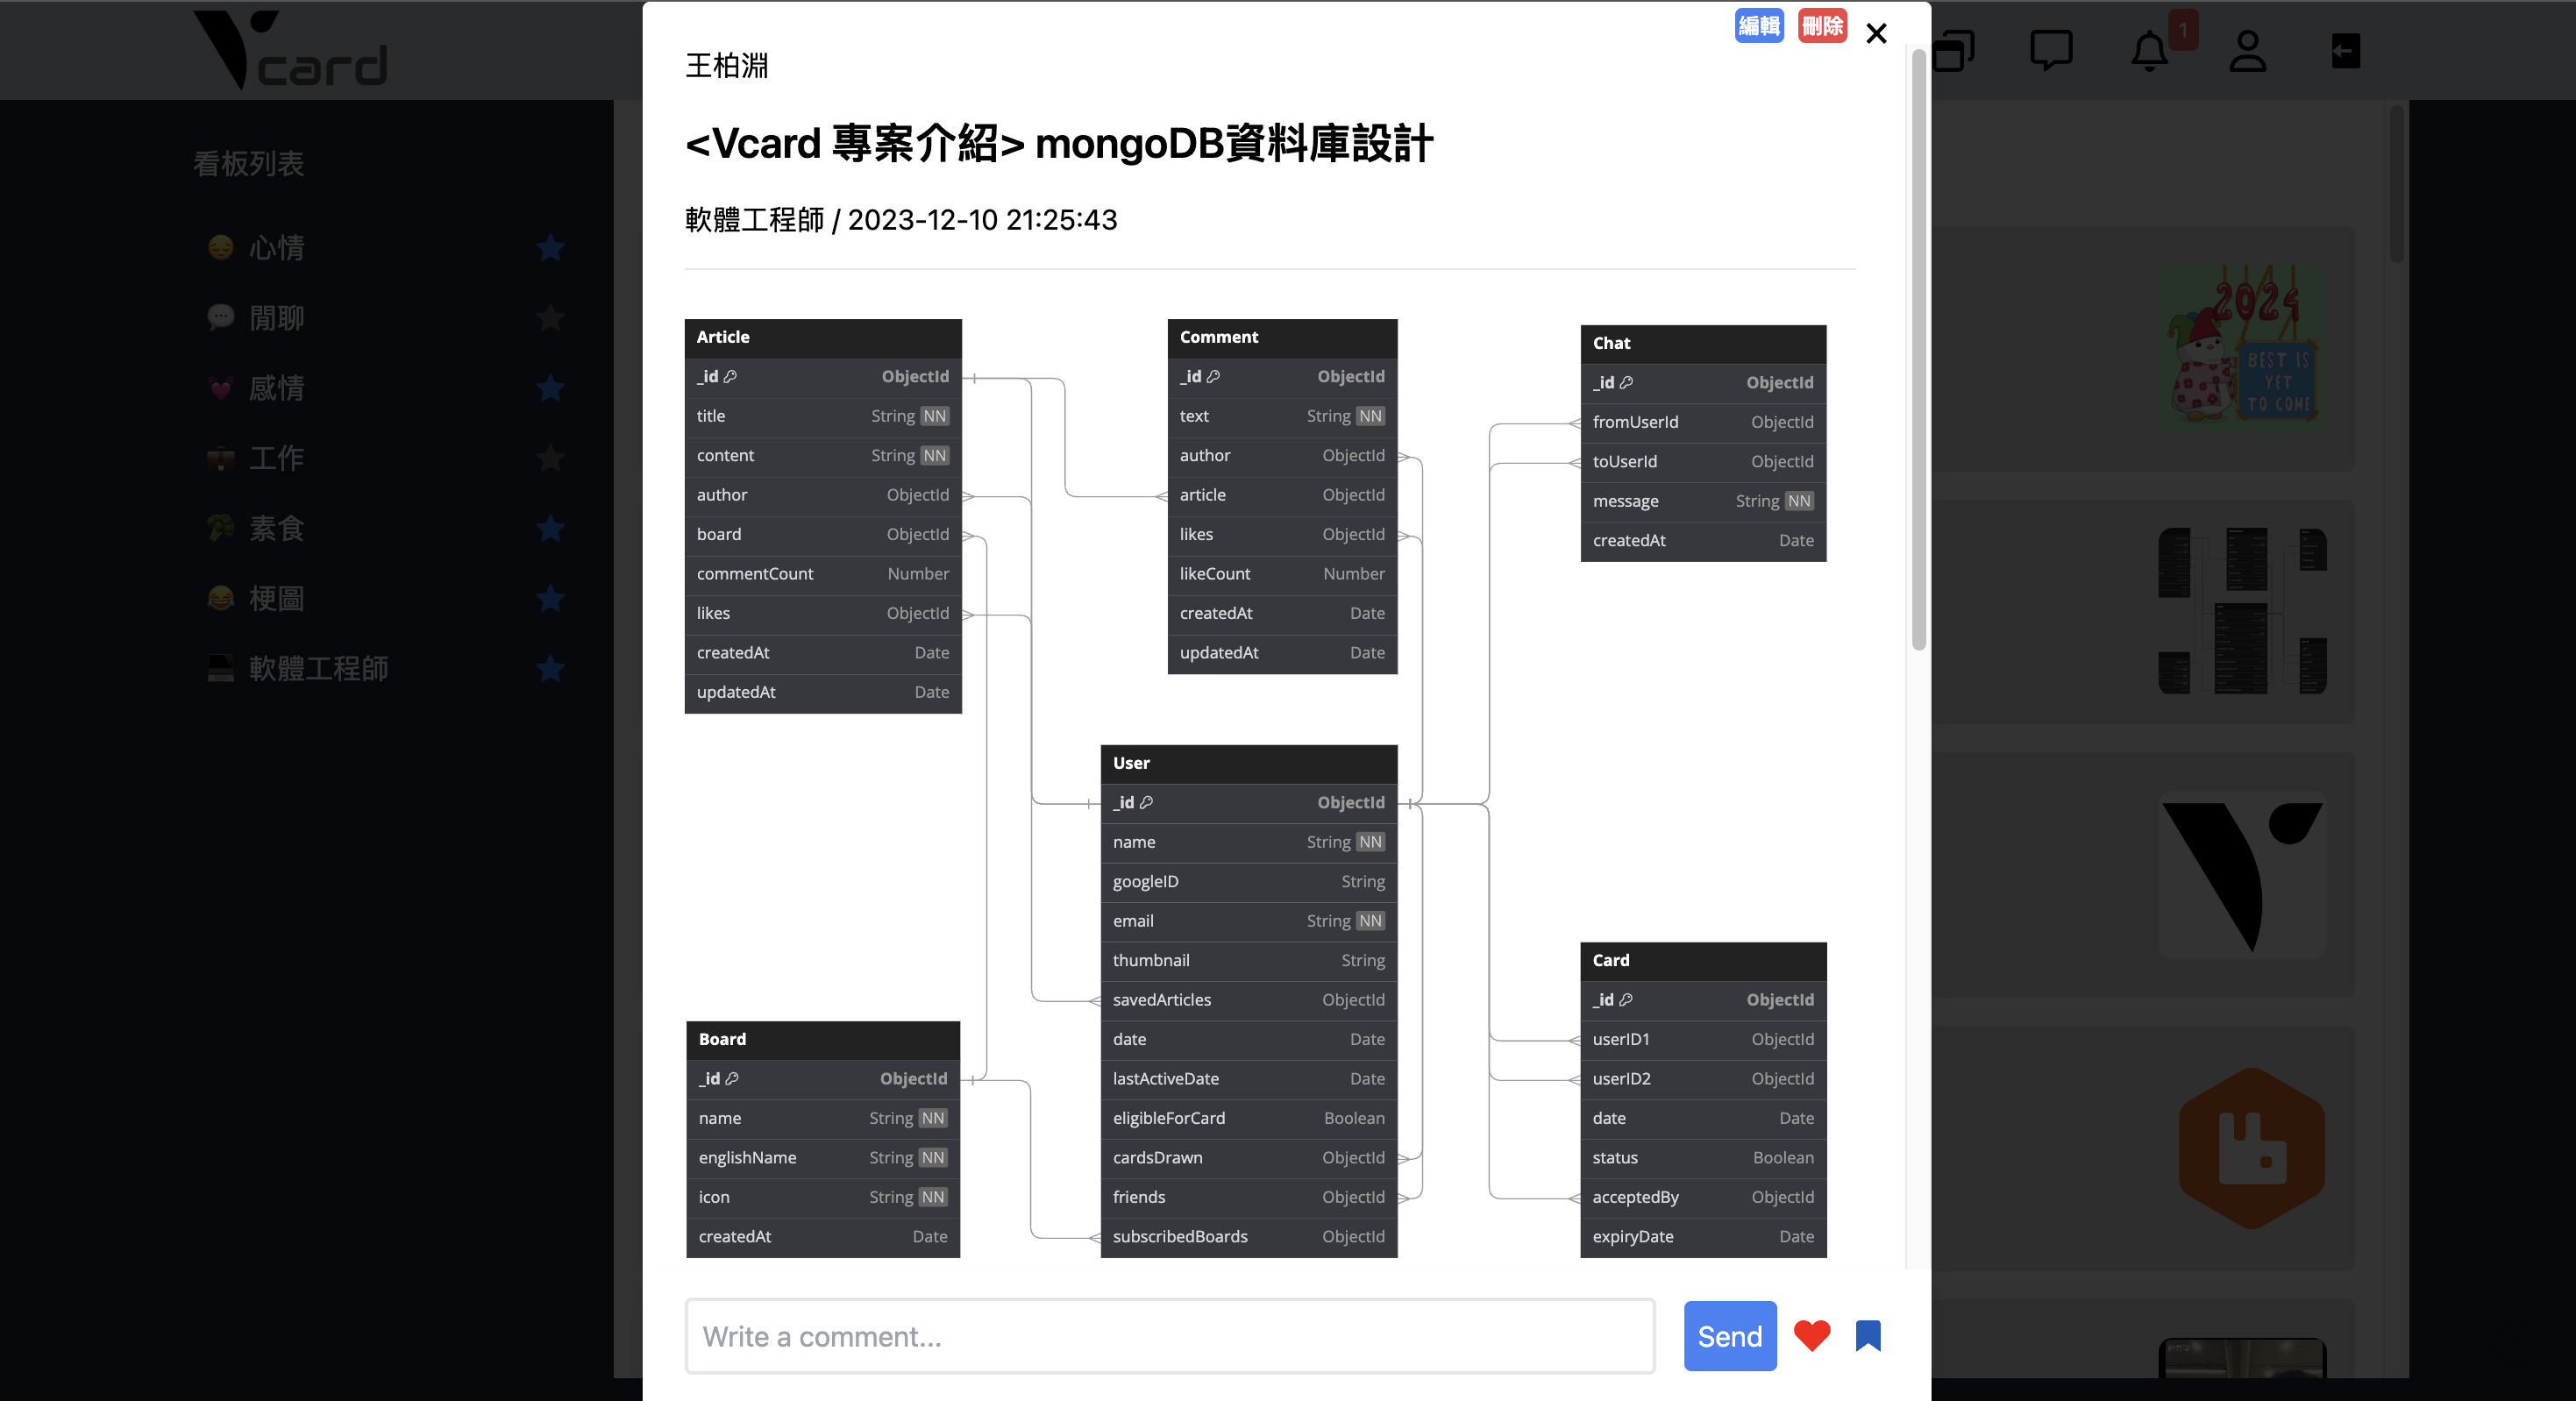 Vcard
1
看板列表
心情
閒聊
感情
工作
素食
梗圖
軟體工程師
編輯 刪除
王柏淵
<Vcard 專案介紹> mongoDB資料庫設計
軟體工程師 / 2023-12-10 21:25:43
Article
_id ObjectId
title String NN
content String NN
author ObjectId
board ObjectId
commentCount Number
likes ObjectId
createdAt Date
updatedAt Date
Comment
_id ObjectId
text String NN
author ObjectId
article ObjectId
likes ObjectId
likeCount Number
createdAt Date
updatedAt Date
Chat
_id ObjectId
fromUserId ObjectId
toUserId ObjectId
message String NN
createdAt Date
User
_id ObjectId
name String NN
googleID String
email String NN
thumbnail String
savedArticles ObjectId
date Date
lastActiveDate Date
eligibleForCard Boolean
cardsDrawn ObjectId
friends ObjectId
subscribedBoards ObjectId
Board
_id ObjectId
name String NN
englishName String NN
icon String NN
createdAt Date
Card
_id ObjectId
userID1 ObjectId
userID2 ObjectId
date Date
status Boolean
acceptedBy ObjectId
expiryDate Date
Write a comment...
Send
2024
BEST IS
YET
TO COME